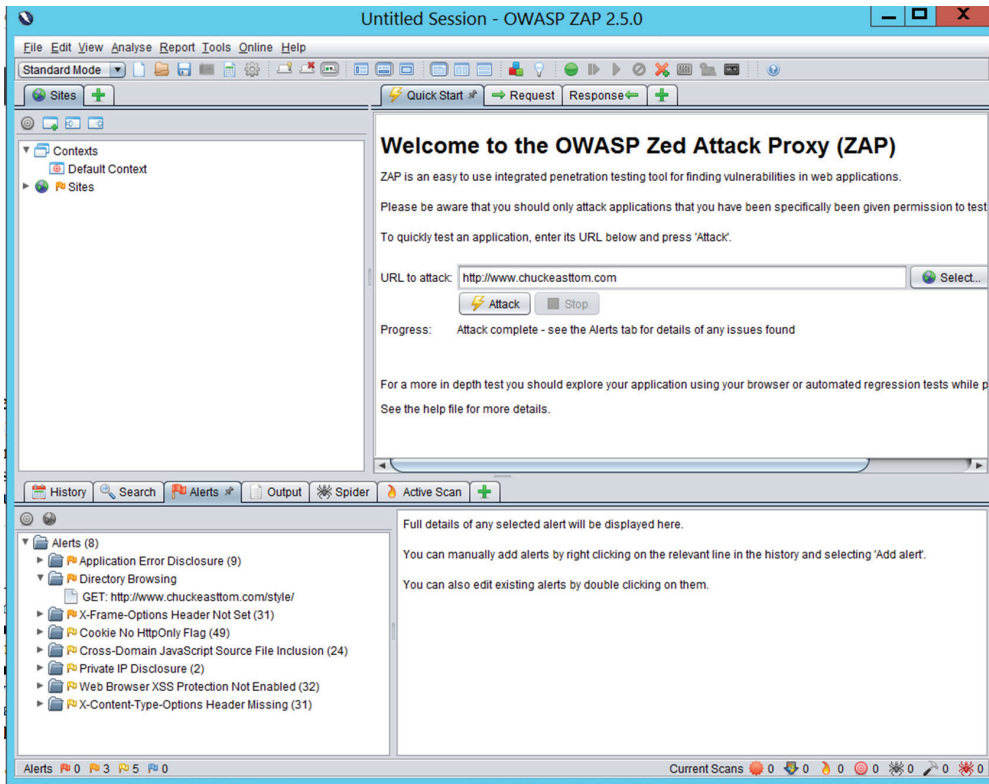 Untitled Session - OWASP ZAP 2.5.0
File Edit View Analyse Report Tools Online Help
Standard Mode
Sites
Quick Start
Request
Response
Contexts
Default Context
Sites
Welcome to the OWASP Zed Attack Proxy (ZAP)
ZAP is an easy to use integrated penetration testing tool for finding vulnerabilities in web applications.
Please be aware that you should only attack applications that you have been specifically been given permission to test
To quickly test an application, enter its URL below and press 'Attack'.
URL to attack: http://www.chuckeasttom.com Select...
Attack Stop
Progress: Attack complete - see the Alerts tab for details of any issues found
For a more in depth test you should explore your application using your browser or automated regression tests while p
See the help file for more details.
History Search Alerts Output Spider Active Scan
Alerts (8)
Application Error Disclosure (9)
Directory Browsing
GET: http://www.chuckeasttom.com/style/
X-Frame-Options Header Not Set (31)
Cookie No HttpOnly Flag (49)
Cross-Domain JavaScript Source File Inclusion (24)
Private IP Disclosure (2)
Web Browser XSS Protection Not Enabled (32)
X-Content-Type-Options Header Missing (31)
Full details of any selected alert will be displayed here.
You can manually add alerts by right clicking on the relevant line in the history and selecting 'Add alert'.
You can also edit existing alerts by double clicking on them.
Alerts 0 3 5 0
Current Scans 0 0 0 0 0 0 0